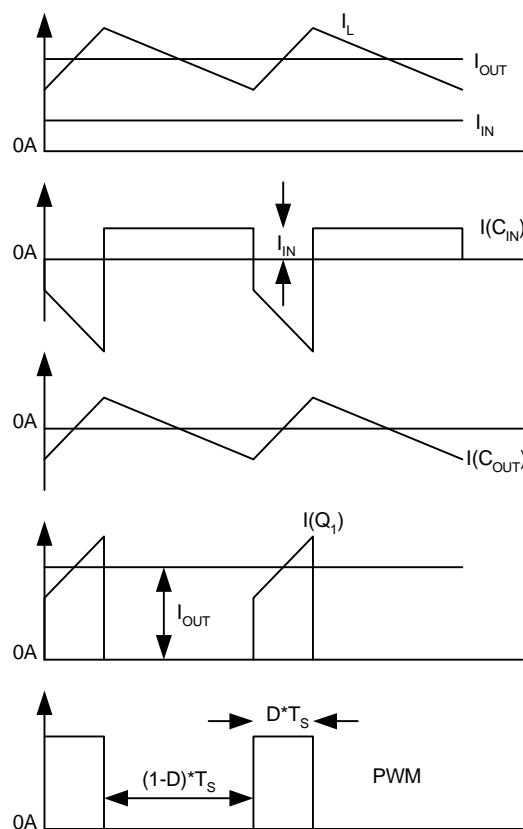 I_L
I_OUT
I_IN
0A
I(C_IN)
0A
I_IN
0A
I(C_OUT)
I(Q_1)
I_OUT
0A
D*T_S
(1-D)*T_S
PWM
0A